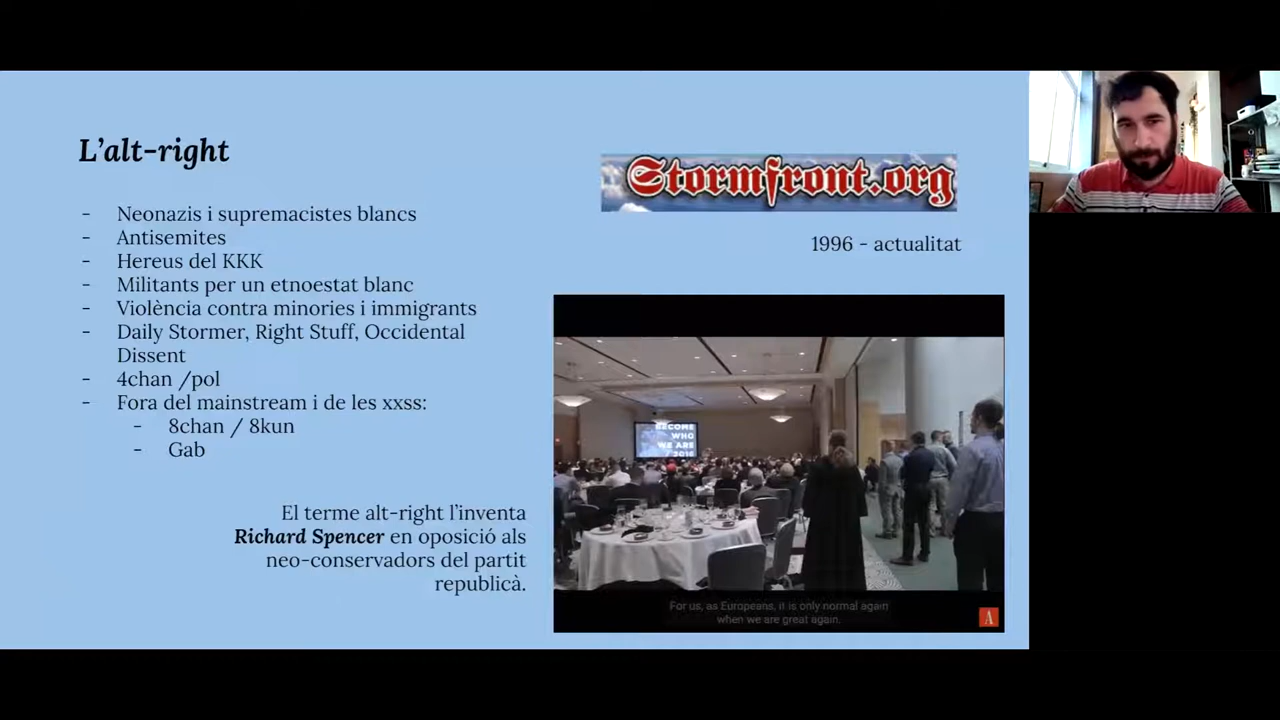 L’alt-right
- Neonazis i supremacistes blancs
- Antisemites
- Hereus del KKK
- Militants per un etnoestat blanc
- Violència contra minories i immigrants
- Daily Stormer, Right Stuff, Occidental
Dissent
- 4chan /pol
- Fora del mainstream i de les xxss:
- 8chan / 8kun
- Gab
El terme alt-right l’inventa
Richard Spencer en oposició als
neo-conservadors del partit
republicà.
Stormfront.org
1996 - actualitat
BECOME
WHO
WE ARE
/ 2016
For us, as Europeans, it is only normal again
when we are great again.
A